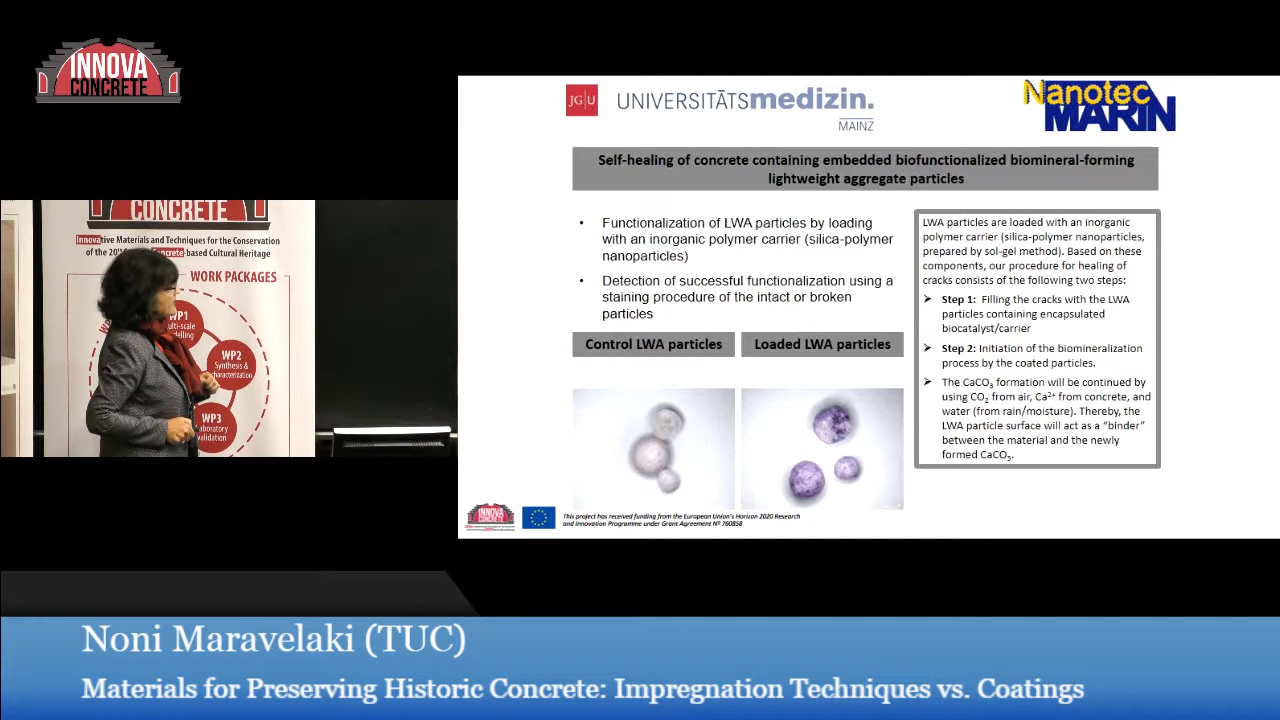 INNOVA
CONCRETE
CONCRETE
Innovative Materials and Techniques for the Conservation
of the 20 Concrete-based Cultural Heritage
WORK PACKAGES
WP1
modelling
WP2
Synthesis &
characterization
WP3
validation
JG|U UNIVERSITÄTSmedizin.
MAINZ
Nanotec
MARIN
Self-healing of concrete containing embedded biofunctionalized biomineral-forming
lightweight aggregate particles
• Functionalization of LWA particles by loading
with an inorganic polymer carrier (silica-polymer
nanoparticles)
• Detection of successful functionalization using a
staining procedure of the intact or broken
particles
Control LWA particles
Loaded LWA particles
LWA particles are loaded with an inorganic
polymer carrier (silica-polymer nanoparticles,
prepared by sol-gel method). Based on these
components, our procedure for healing of
cracks consists of the following two steps:
➢ Step 1: Filling the cracks with the LWA
particles containing encapsulated
biocatalyst/carrier
➢ Step 2: Initiation of the biomineralization
process by the coated particles.
➢ The CaCO₃ formation will be continued by
using CO₂ from air, Ca²⁺ from concrete, and
water (from rain/moisture). Thereby, the
LWA particle surface will act as a “binder”
between the material and the newly
formed CaCO₃.
INNOVA
CONCRETE
This project has received funding from the European Union's Horizon 2020 Research
and Innovation Programme under Grant Agreement Nº 760858
Noni Maravelaki (TUC)
Materials for Preserving Historic Concrete: Impregnation Techniques vs. Coatings